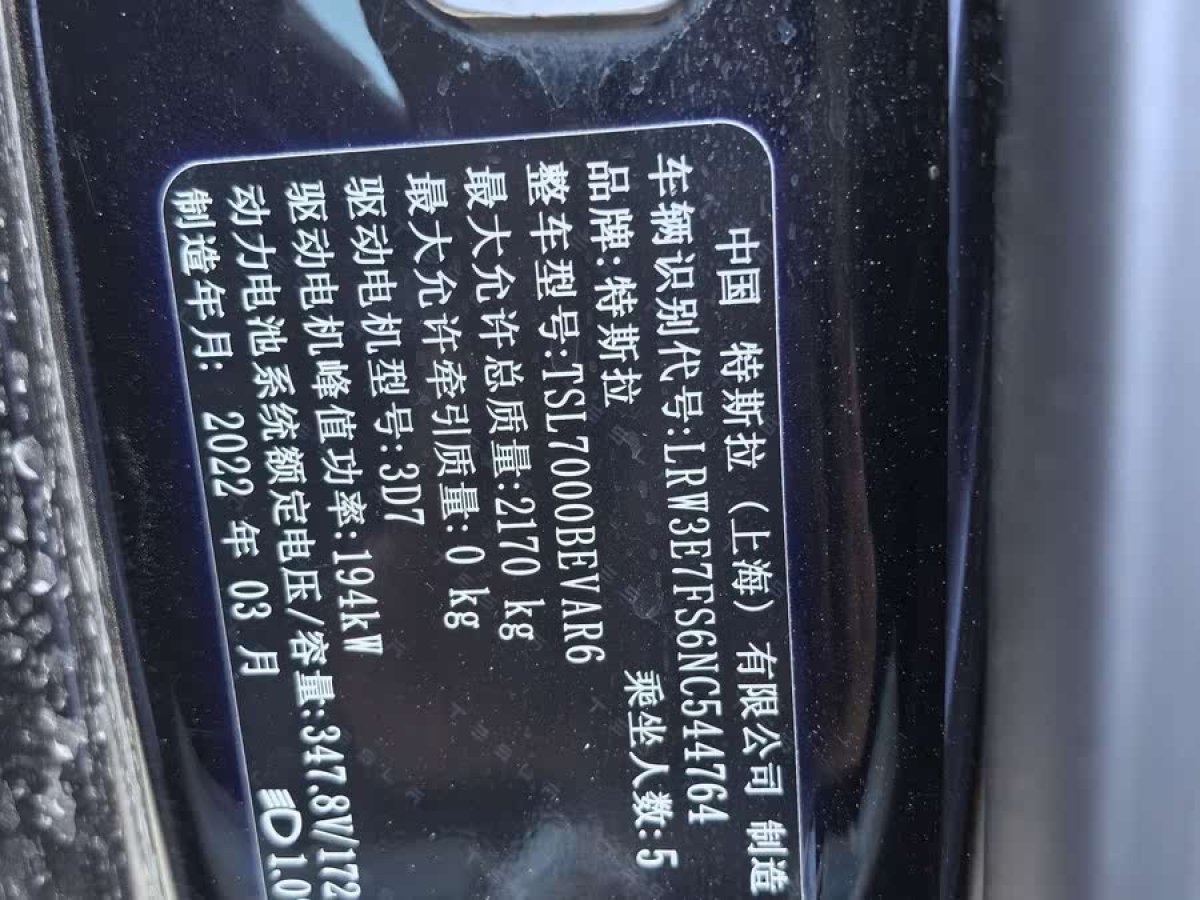 中国 特斯拉（上海）有限公司 制造
车辆识别代号:LRW3E7FS6NC544764
品牌:特斯拉 乘坐人数:5
整车型号:TSL7000BEVAR6
最大允许总质量:2170 kg
最大允许牵引质量:0 kg
驱动电机型号:3D7
驱动电机峰值功率:194kW
动力电池系统额定电压/容量:347.8V/172
制造年月: 2022 年 03 月 1.0